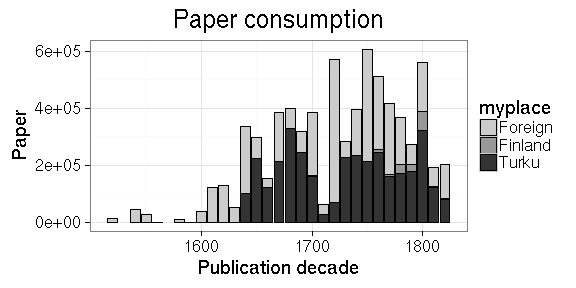 Paper consumption
Paper
6e+05
4e+05
2e+05
0e+00
1600 1700 1800
Publication decade
myplace
Foreign
Finland
Turku